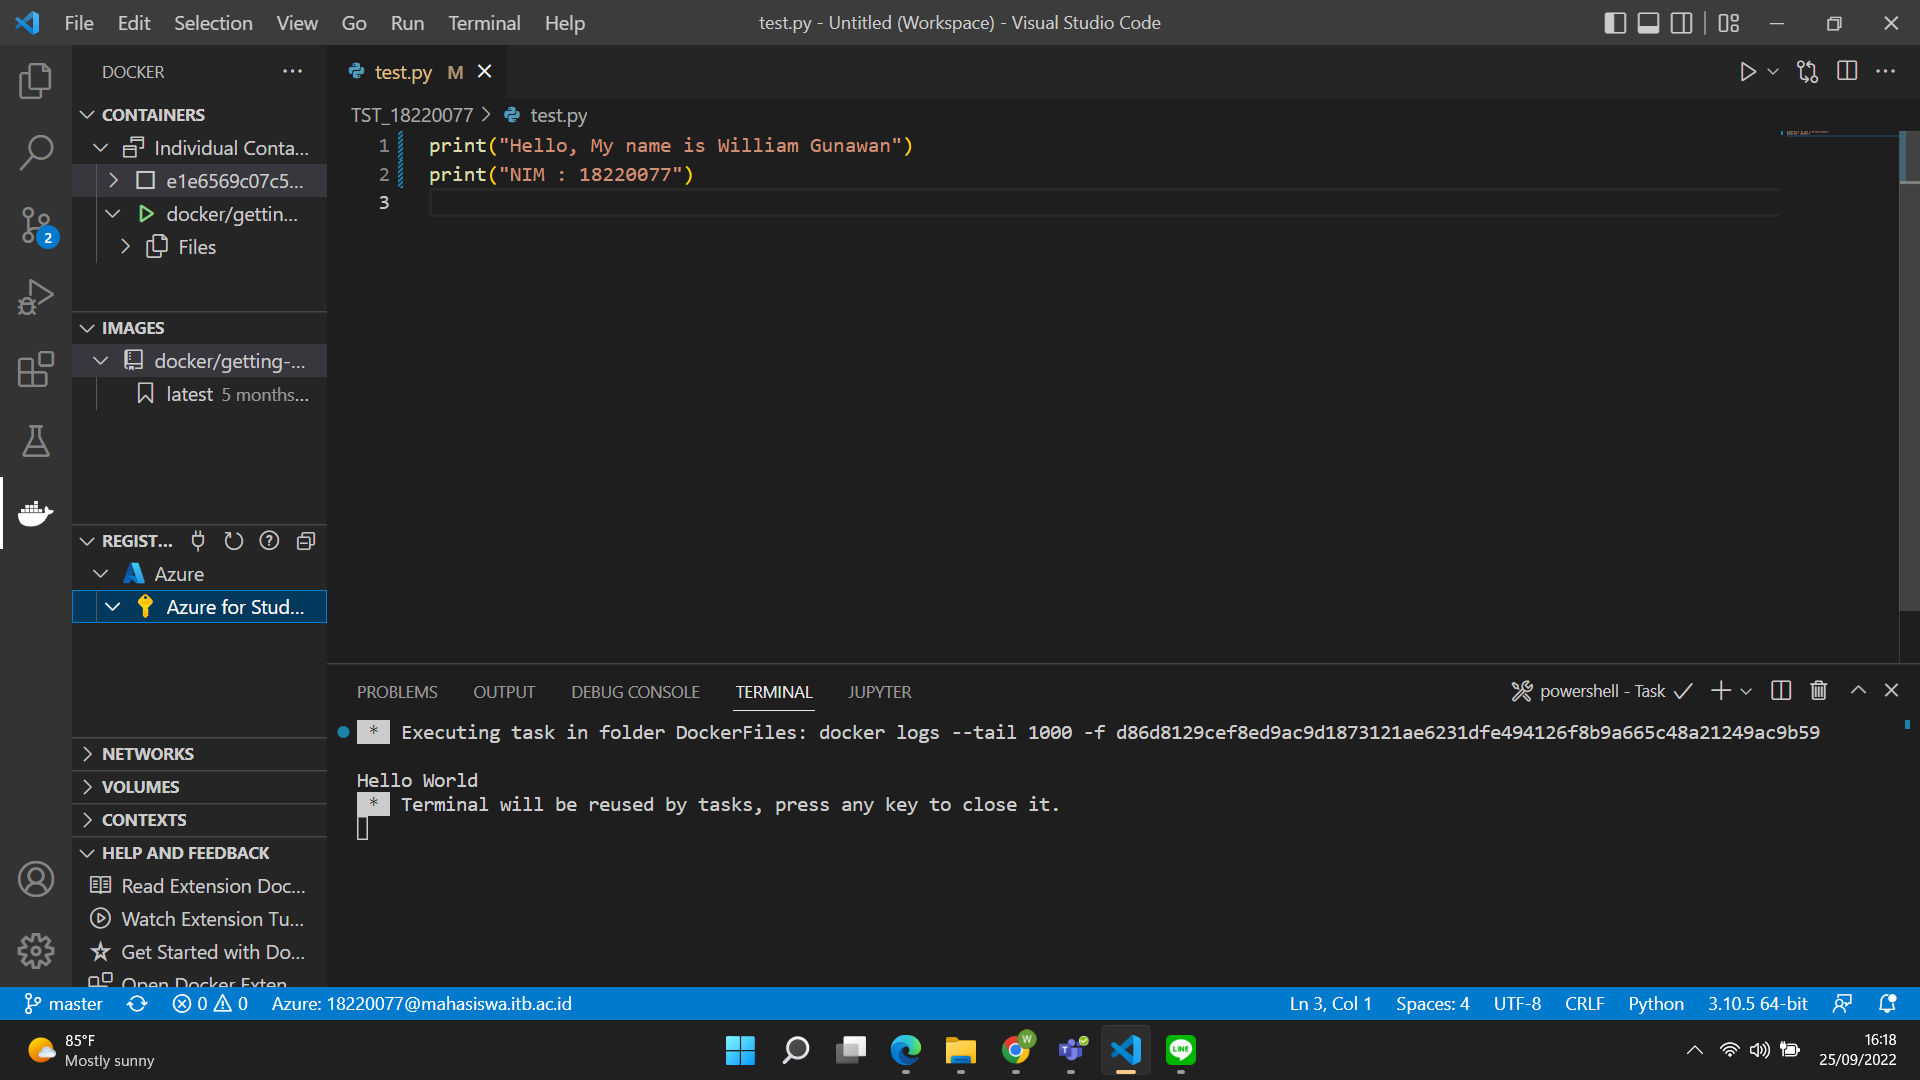 File Edit Selection View Go Run Terminal Help
test.py - Untitled (Workspace) - Visual Studio Code
DOCKER
test.py M
CONTAINERS
Individual Conta...
e1e6569c07c5...
docker/gettin...
Files
IMAGES
docker/getting-...
latest 5 months...
REGIST...
Azure
Azure for Stud...
NETWORKS
VOLUMES
CONTEXTS
HELP AND FEEDBACK
Read Extension Doc...
Watch Extension Tu...
Get Started with Do...
Open Docker Exten
2
TST_18220077 > test.py
1 print("Hello, My name is William Gunawan")
2 print("NIM : 18220077")
3
PROBLEMS OUTPUT DEBUG CONSOLE TERMINAL JUPYTER
powershell - Task
* Executing task in folder DockerFiles: docker logs --tail 1000 -f d86d8129cef8ed9ac9d1873121ae6231dfe494126f8b9a665c48a21249ac9b59
Hello World
* Terminal will be reused by tasks, press any key to close it.
master 0 0 Azure: 18220077@mahasiswa.itb.ac.id
Ln 3, Col 1 Spaces: 4 UTF-8 CRLF Python 3.10.5 64-bit
85°F
Mostly sunny
W
LINE
16:18
25/09/2022